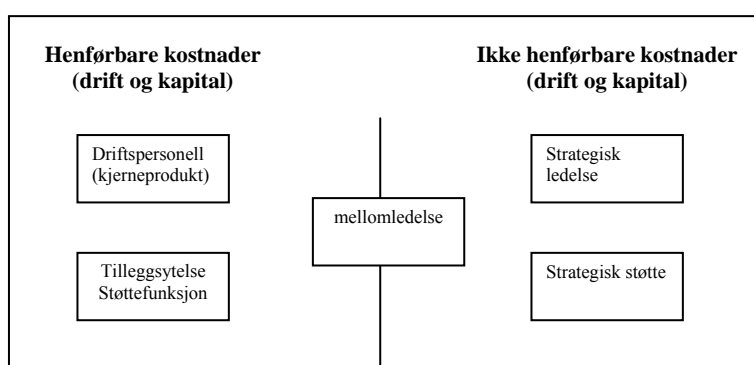 Henførbare kostnader
(drift og kapital)
Ikke henførbare kostnader
(drift og kapital)
Driftspersonell
(kjerneprodukt)
Strategisk
ledelse
mellomledelse
Tilleggsytelse
Støttefunksjon
Strategisk støtte